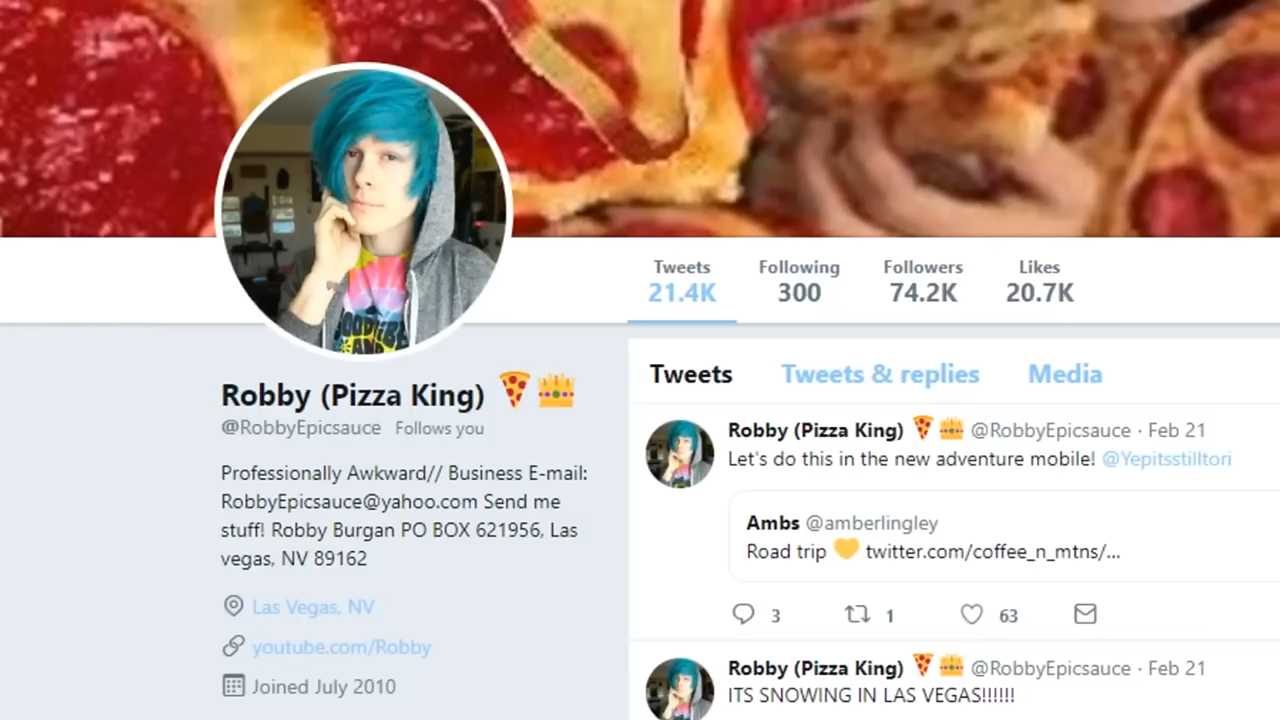 Tweets Following Followers Likes
21.4K 300 74.2K 20.7K
Robby (Pizza King) 🍕👑
@RobbyEpicsauce Follows you
Professionally Awkward// Business E-mail:
RobbyEpicsauce@yahoo.com Send me
stuff! Robby Burgan PO BOX 621956, Las
vegas, NV 89162
Las Vegas, NV
youtube.com/Robby
Joined July 2010
Tweets Tweets & replies Media
Robby (Pizza King) 🍕👑 @RobbyEpicsauce · Feb 21
Let's do this in the new adventure mobile! @Yepitsstilltori
Ambs @amberlingley
Road trip 💛 twitter.com/coffee_n_mtns/...
3 1 63
Robby (Pizza King) 🍕👑 @RobbyEpicsauce · Feb 21
ITS SNOWING IN LAS VEGAS!!!!!!